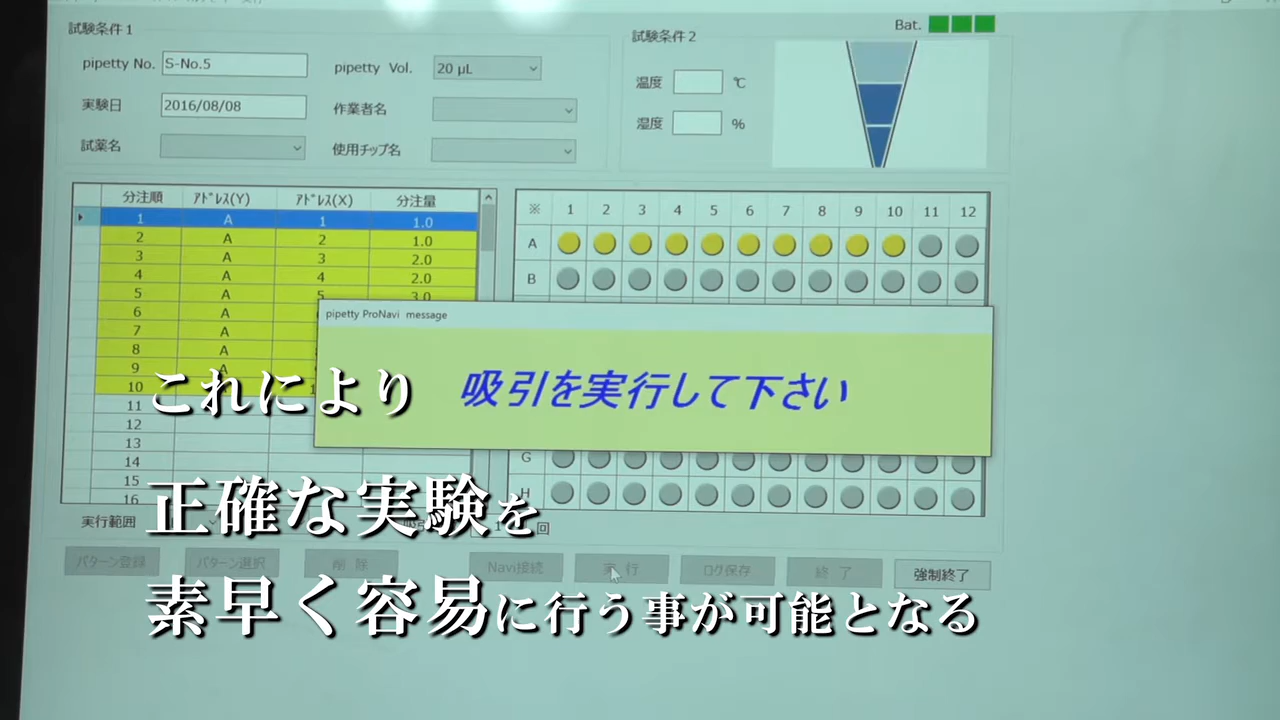 試験条件1
pipetty No. S-No.5
pipetty Vol. 20 μL
実験日 2016/08/08
作業者名
試薬名
使用チップ名
試験条件2
Bat.
温度 ℃
湿度 %
分注順 ｱﾄﾞﾚｽ(Y) ｱﾄﾞﾚｽ(X) 分注量
1 A 1 1.0
2 A 2 1.0
3 A 3 2.0
4 A 4 2.0
5 A 5 3.0
6 A
7 A
8 A
9 A
10 A
11
12
13
14
15
16
※ 1 2 3 4 5 6 7 8 9 10 11 12
A
B
G
H
pipetty ProNavi message
吸引を実行して下さい
これにより
正確な実験を
素早く容易に行う事が可能となる
実行範囲
回
パターン登録 パターン選択 削 除 Navi接続 実 行 ログ保存 終 了 強制終了